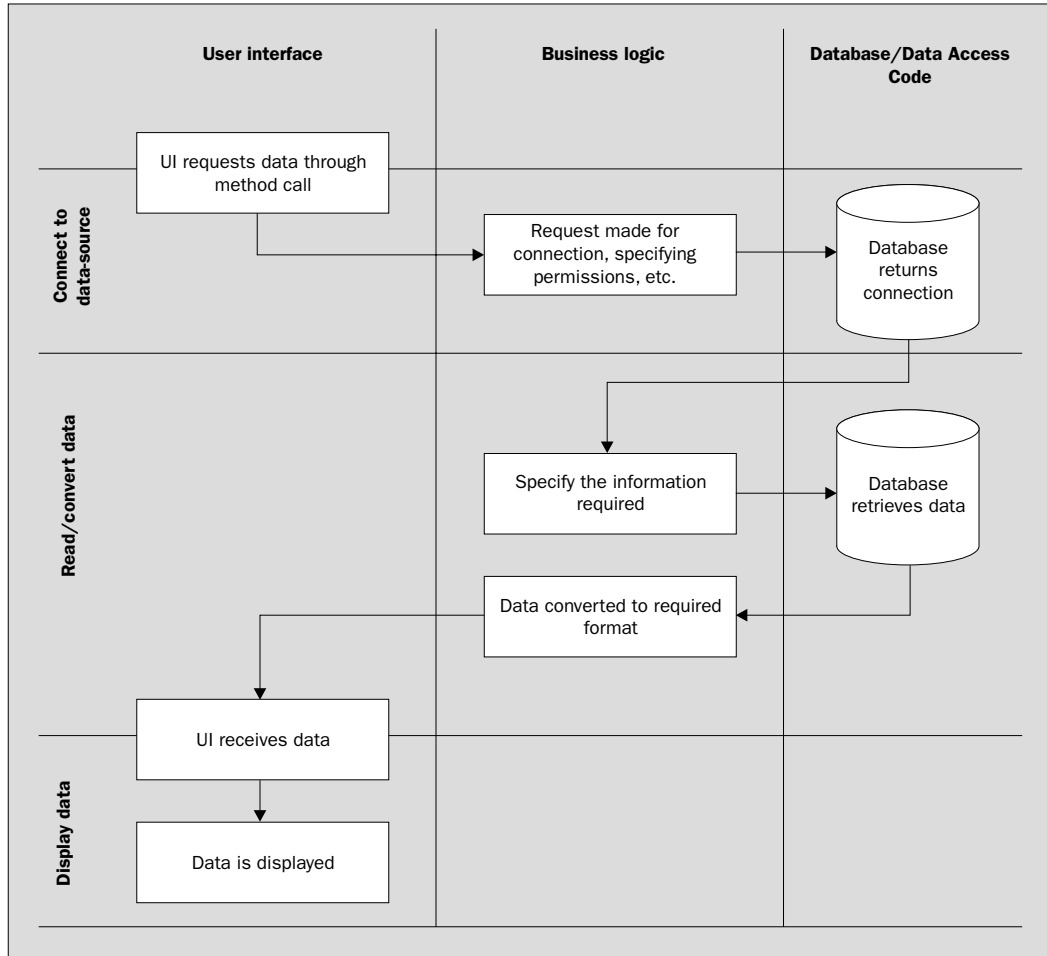 User interface
Business logic
Database/Data Access
Code
UI requests data through
method call
Connect to
data-source
Request made for
connection, specifying
permissions, etc.
Database
returns
connection
Read/convert data
Specify the information
required
Database
retrieves data
Data converted to required
format
UI receives data
Display data
Data is displayed